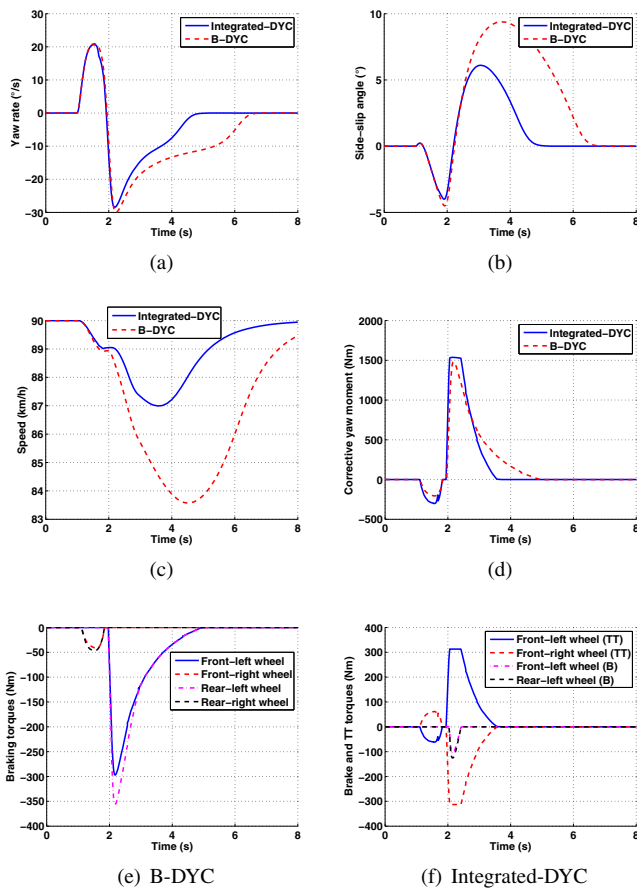 Integrated−DYC
B−DYC
30
20
10
0
−10
−20
−30
Yaw rate (°/s)
0 2 4 6 8
Time (s)
(a)
Integrated−DYC
B−DYC
10
5
0
−5
Side−slip angle (°)
0 2 4 6 8
Time (s)
(b)
Integrated−DYC
B−DYC
90
89
88
87
86
85
84
83
Speed (km/h)
0 2 4 6 8
Time (s)
(c)
Integrated−DYC
B−DYC
2000
1500
1000
500
0
−500
Corrective yaw moment (Nm)
0 2 4 6 8
Time (s)
(d)
0
−50
−100
−150
−200
−250
−300
−350
−400
Braking torques (Nm)
Front−left wheel
Front−right wheel
Rear−left wheel
Rear−right wheel
0 2 4 6 8
Time (s)
(e) B-DYC
400
300
200
100
0
−100
−200
−300
−400
Brake and TT torques (Nm)
Front−left wheel (TT)
Front−right wheel (TT)
Front−left wheel (B)
Rear−left wheel (B)
0 2 4 6 8
Time (s)
(f) Integrated-DYC